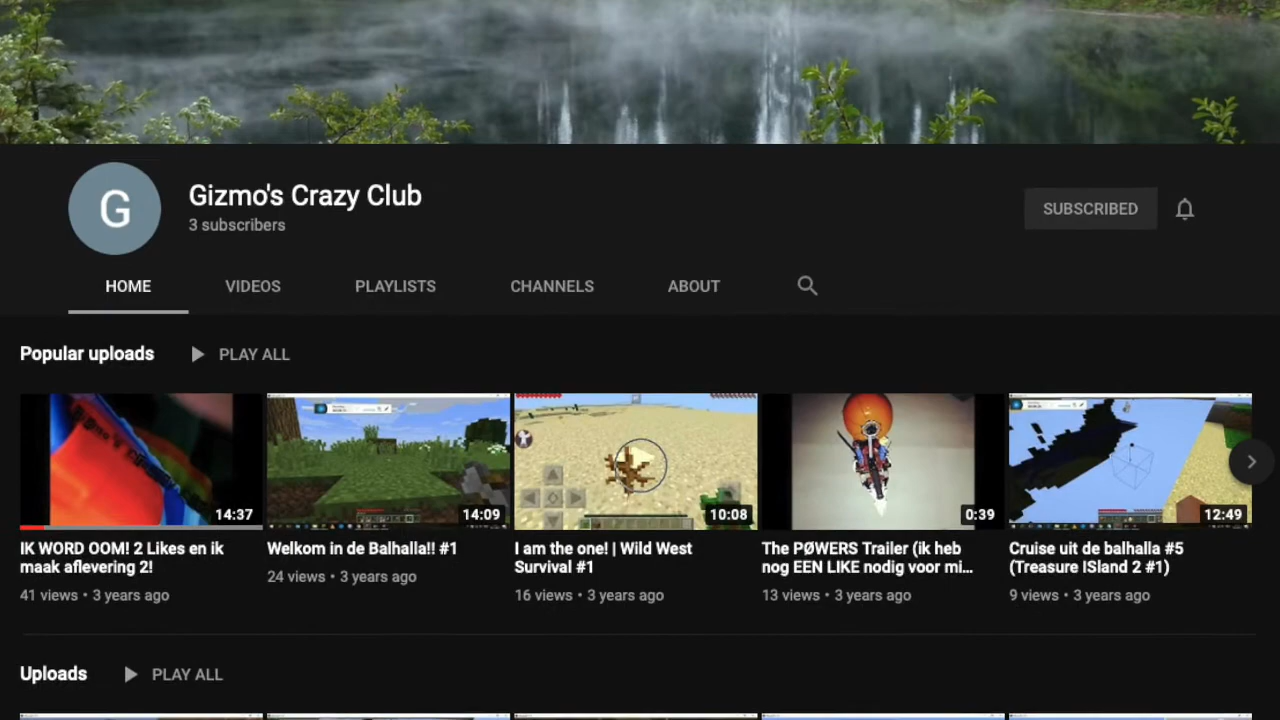 G
Gizmo's Crazy Club
3 subscribers
SUBSCRIBED
HOME VIDEOS PLAYLISTS CHANNELS ABOUT
Popular uploads PLAY ALL
14:37 14:09 10:08 0:39 12:49
IK WORD OOM! 2 Likes en ik
maak aflevering 2!
41 views • 3 years ago
Welkom in de Balhalla!! #1
24 views • 3 years ago
I am the one! | Wild West
Survival #1
16 views • 3 years ago
The PØWERS Trailer (ik heb
nog EEN LIKE nodig voor mi...
13 views • 3 years ago
Cruise uit de balhalla #5
(Treasure ISland 2 #1)
9 views • 3 years ago
Uploads PLAY ALL